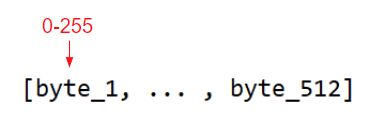 0-255
[byte_1, ... , byte_512]